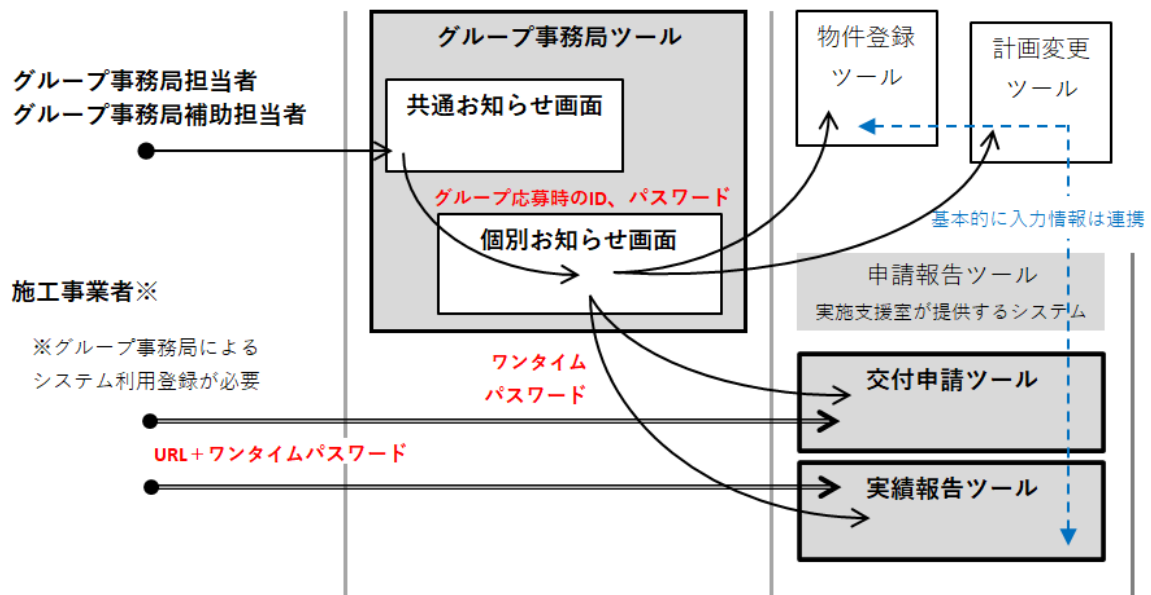 グループ事務局担当者
グループ事務局補助担当者
グループ事務局ツール
共通お知らせ画面
グループ応募時のID、パスワード
個別お知らせ画面
物件登録
ツール
計画変更
ツール
基本的に入力情報は連携
施工事業者※
※グループ事務局による
システム利用登録が必要
ワンタイム
パスワード
URL＋ワンタイムパスワード
申請報告ツール
実施支援室が提供するシステム
交付申請ツール
実績報告ツール